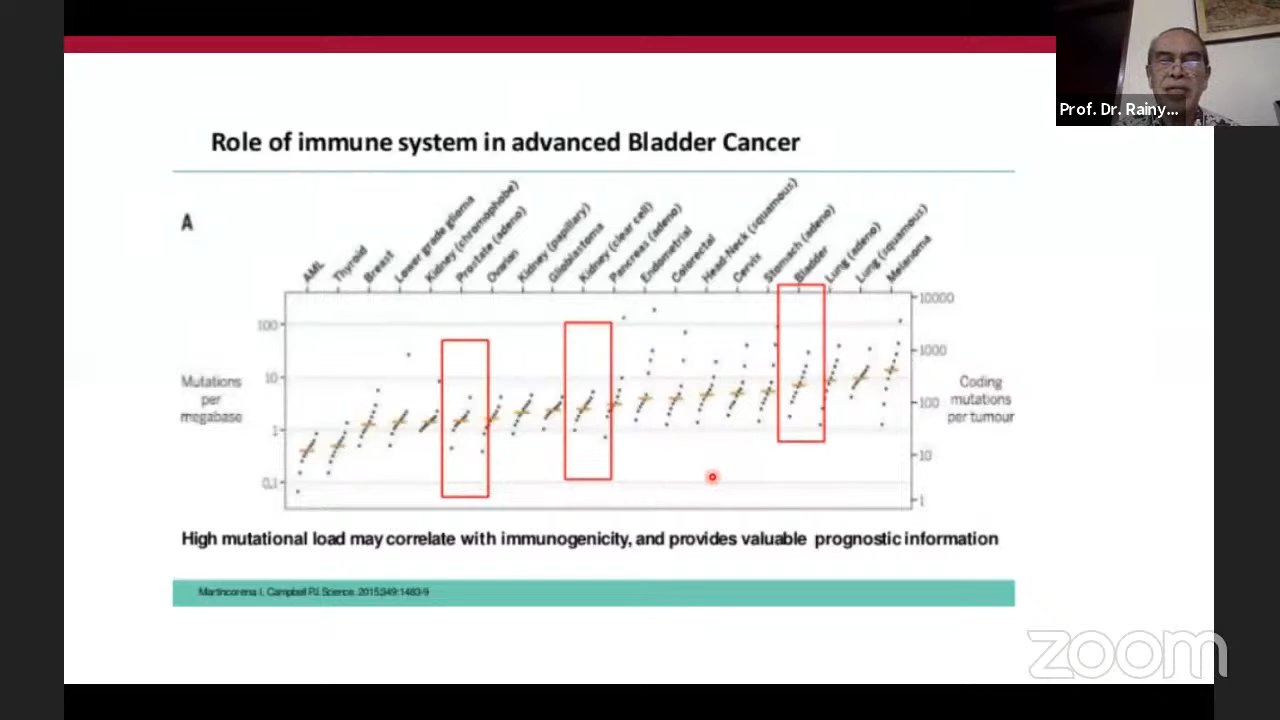 Prof. Dr. Rainy...
Role of immune system in advanced Bladder Cancer
A
AML
Thyroid
Breast
Lower grade glioma
Kidney (chromophobe)
Prostate (adeno)
Ovarian
Kidney (papillary)
Glioblastoma
Kidney (clear cell)
Pancreas (adeno)
Endometrial
Colorectal
Head-Neck (squamous)
Cervix
Stomach (adeno)
Bladder
Lung (adeno)
Lung (squamous)
Melanoma
100
10
1
0.1
Mutations
per
megabase
10000
1000
100
10
1
Coding
mutations
per tumour
High mutational load may correlate with immunogenicity, and provides valuable prognostic information
Martincorena I, Campbell PJ. Science. 2015;349:1483-9
zoom